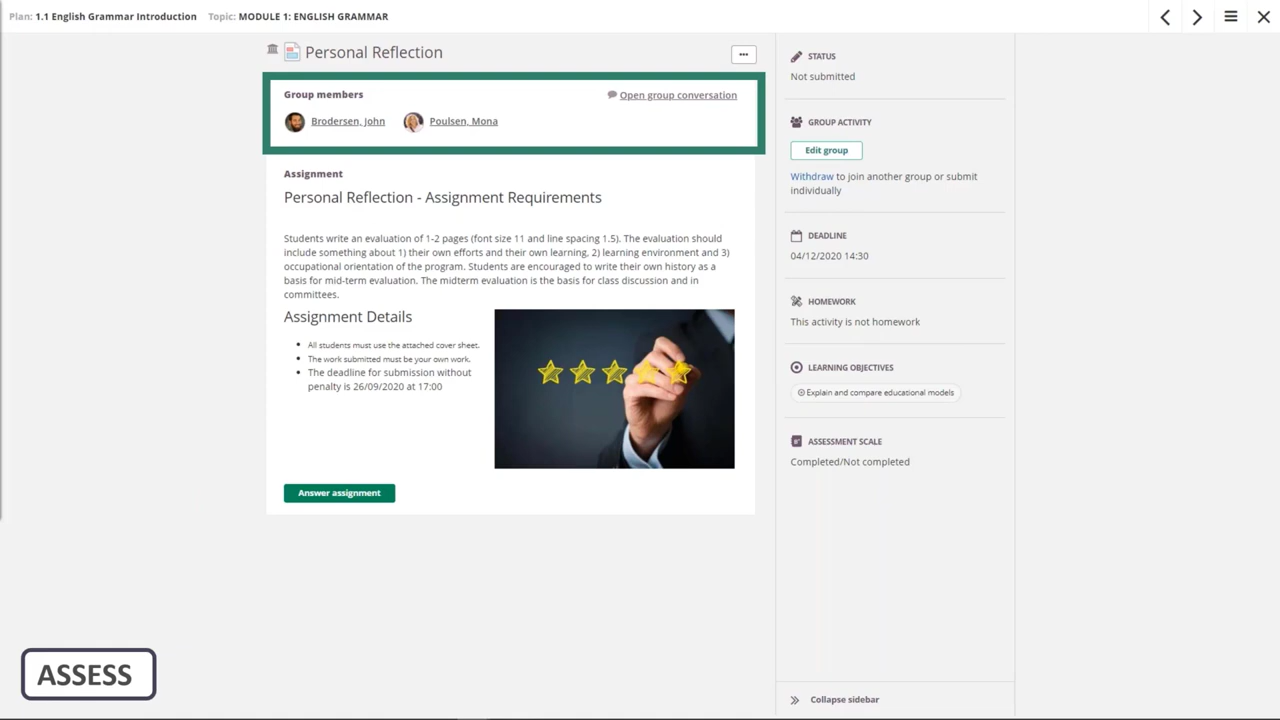 Plan: 1.1 English Grammar Introduction Topic: MODULE 1: ENGLISH GRAMMAR
Personal Reflection
Group members
Open group conversation
Brodersen, John
Poulsen, Mona
Assignment
Personal Reflection - Assignment Requirements
Students write an evaluation of 1-2 pages (font size 11 and line spacing 1.5). The evaluation should
include something about 1) their own efforts and their own learning, 2) learning environment and 3)
occupational orientation of the program. Students are encouraged to write their own history as a
basis for mid-term evaluation. The midterm evaluation is the basis for class discussion and in
committees.
Assignment Details
• All students must use the attached cover sheet.
• The work submitted must be your own work.
• The deadline for submission without
penalty is 26/09/2020 at 17:00
Answer assignment
STATUS
Not submitted
GROUP ACTIVITY
Edit group
Withdraw to join another group or submit
individually
DEADLINE
04/12/2020 14:30
HOMEWORK
This activity is not homework
LEARNING OBJECTIVES
Explain and compare educational models
ASSESSMENT SCALE
Completed/Not completed
Collapse sidebar
ASSESS